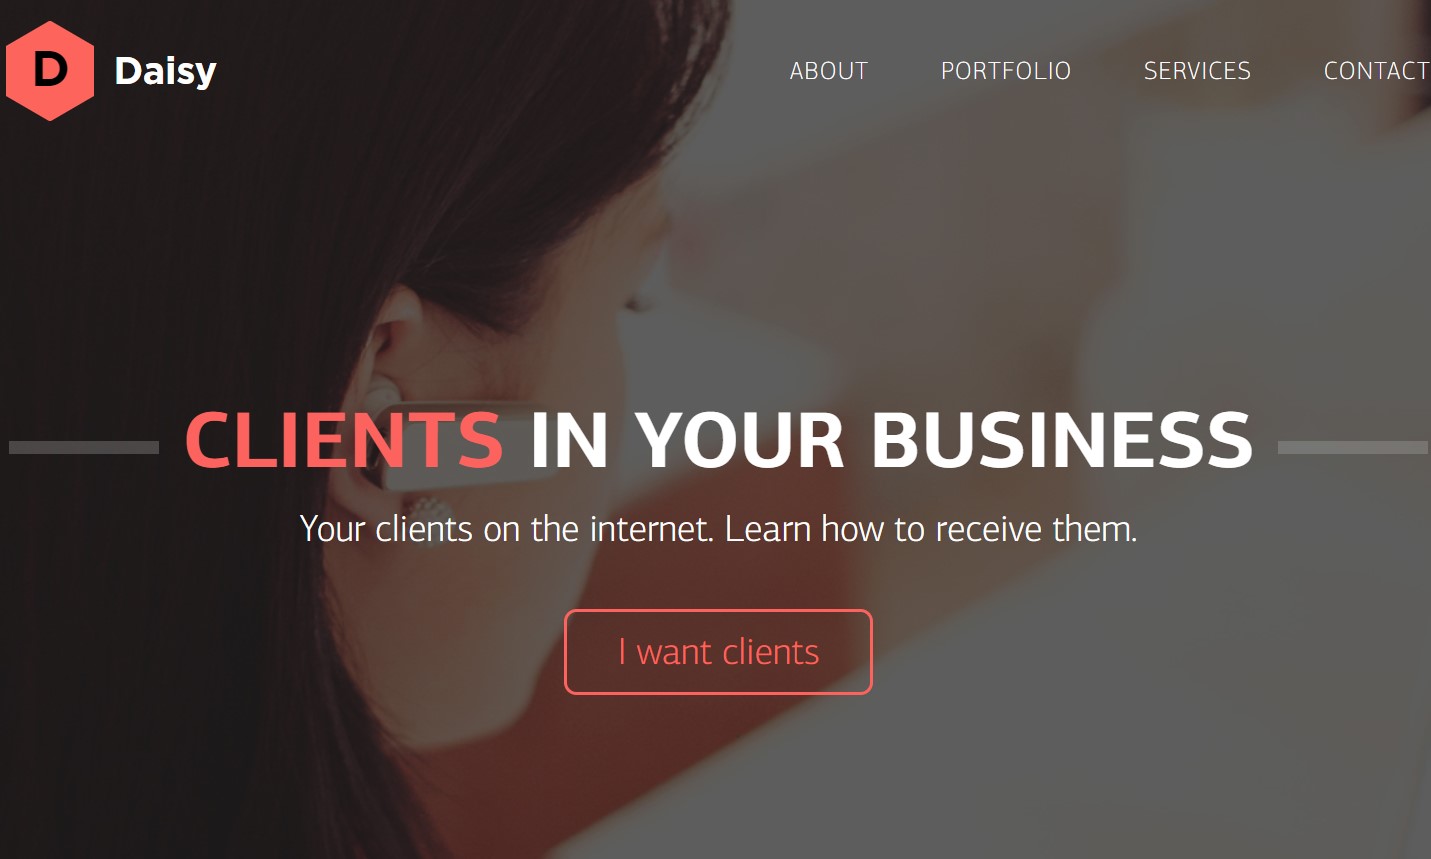 D
Daisy
ABOUT PORTFOLIO SERVICES CONTACT
CLIENTS IN YOUR BUSINESS
Your clients on the internet. Learn how to receive them.
I want clients